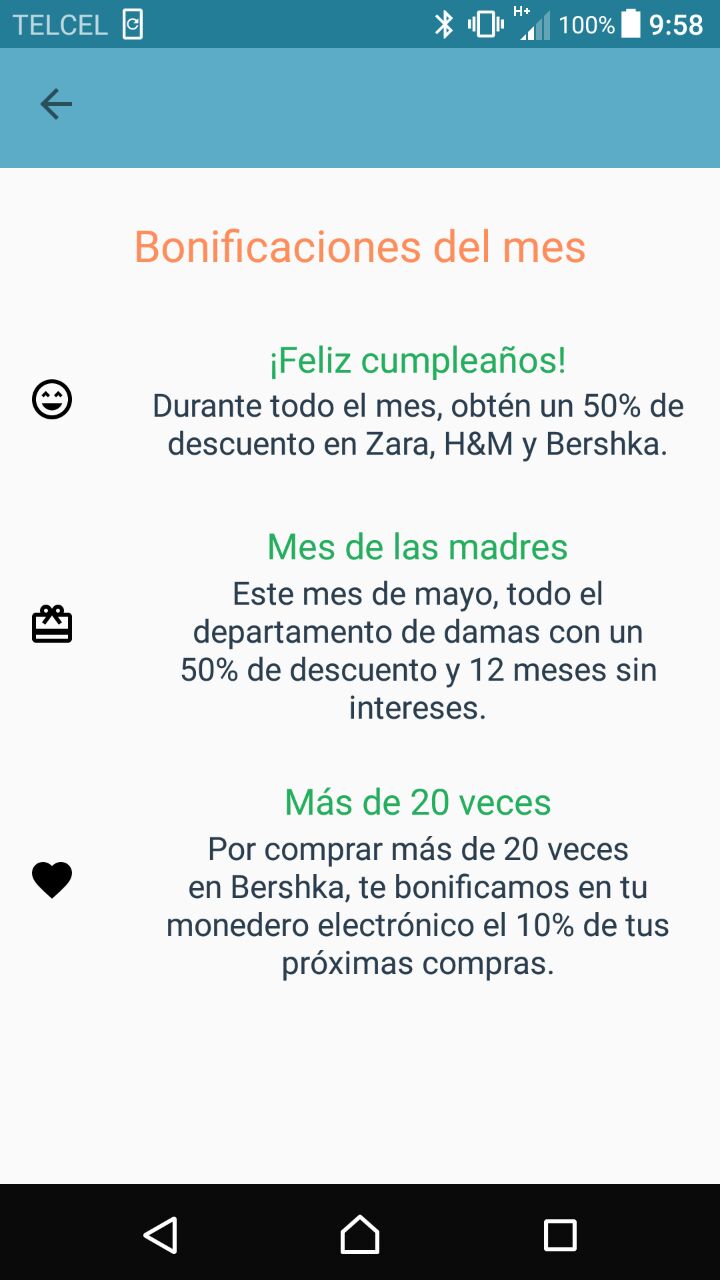 TELCEL H+ 100% 9:58
Bonificaciones del mes
¡Feliz cumpleaños!
Durante todo el mes, obtén un 50% de
descuento en Zara, H&M y Bershka.
Mes de las madres
Este mes de mayo, todo el
departamento de damas con un
50% de descuento y 12 meses sin
intereses.
Más de 20 veces
Por comprar más de 20 veces
en Bershka, te bonificamos en tu
monedero electrónico el 10% de tus
próximas compras.